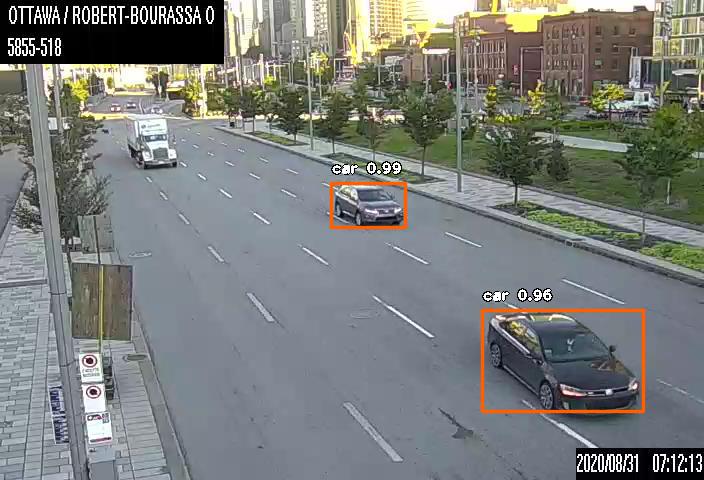 OTTAWA / ROBERT-BOURASSA O
5855-518
car 0.99
car 0.96
2020/08/31 07:12:13